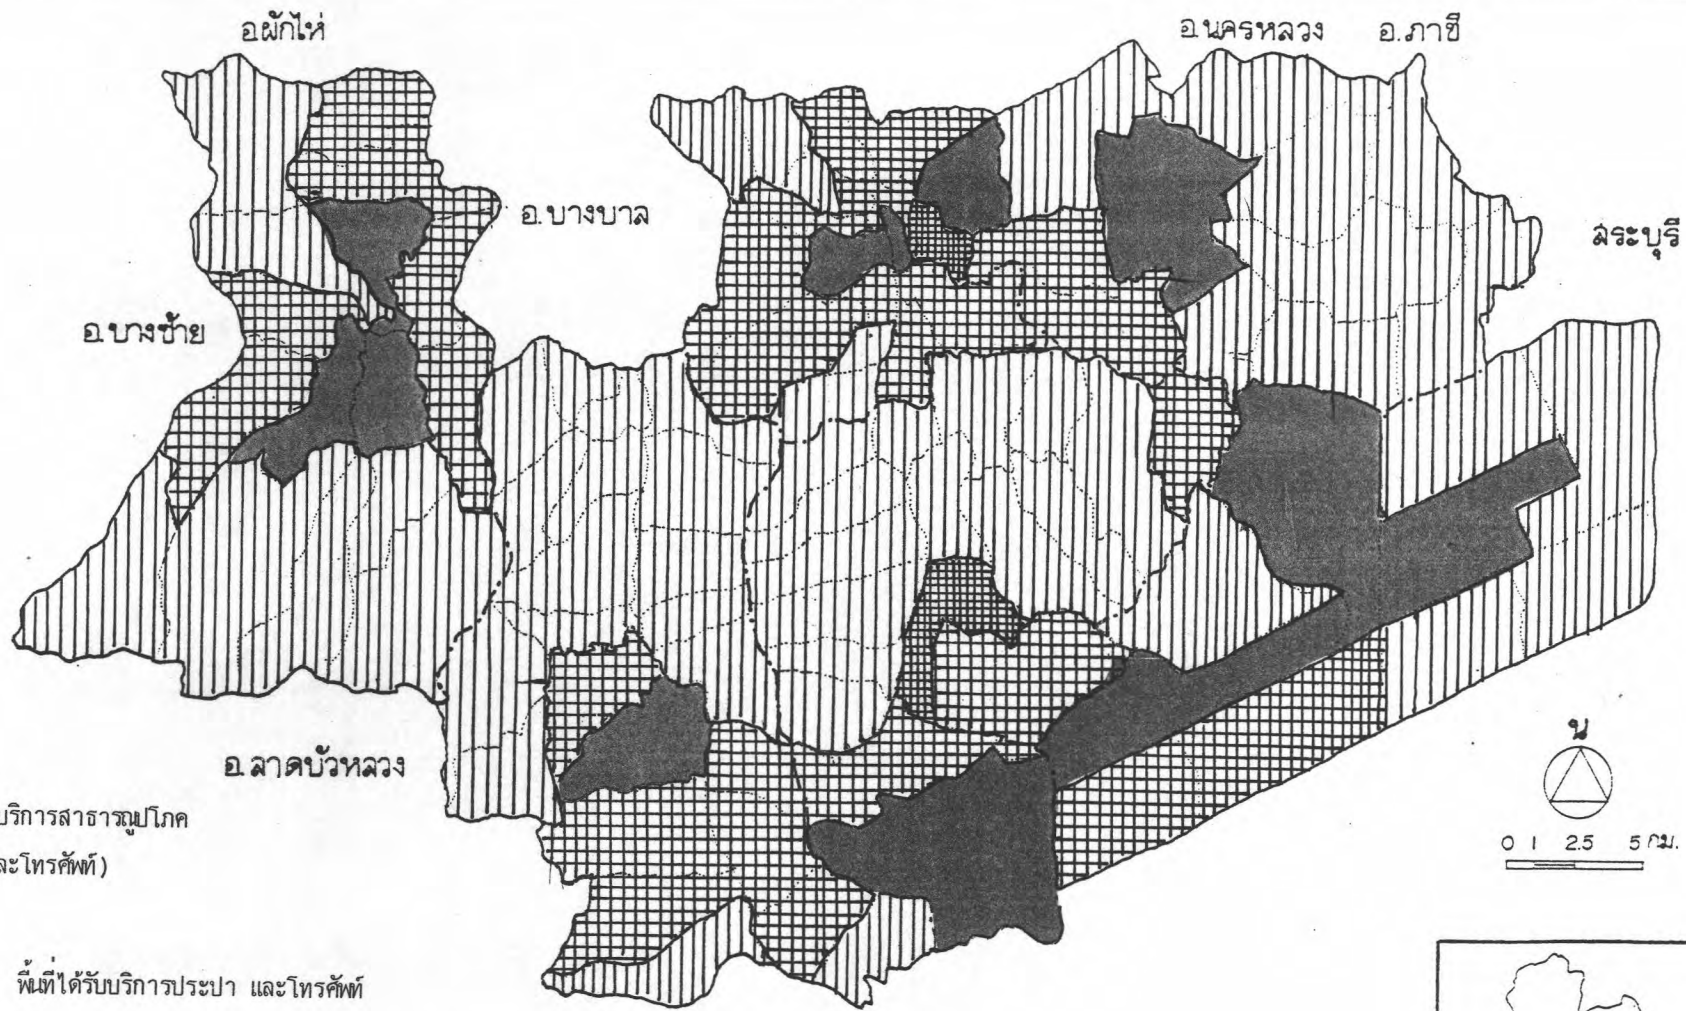 อ.ผักไห่
อ.นครหลวง อ.ภาชี
อ.บางบาล
สระบุรี
อ.บางซ้าย
อ.ลาดบัวหลวง
น
0 1 2.5 5 กม.
บริการสาธารณูปโภค
ละโทรศัพท์)
พื้นที่ได้รับบริการประปา และโทรศัพท์